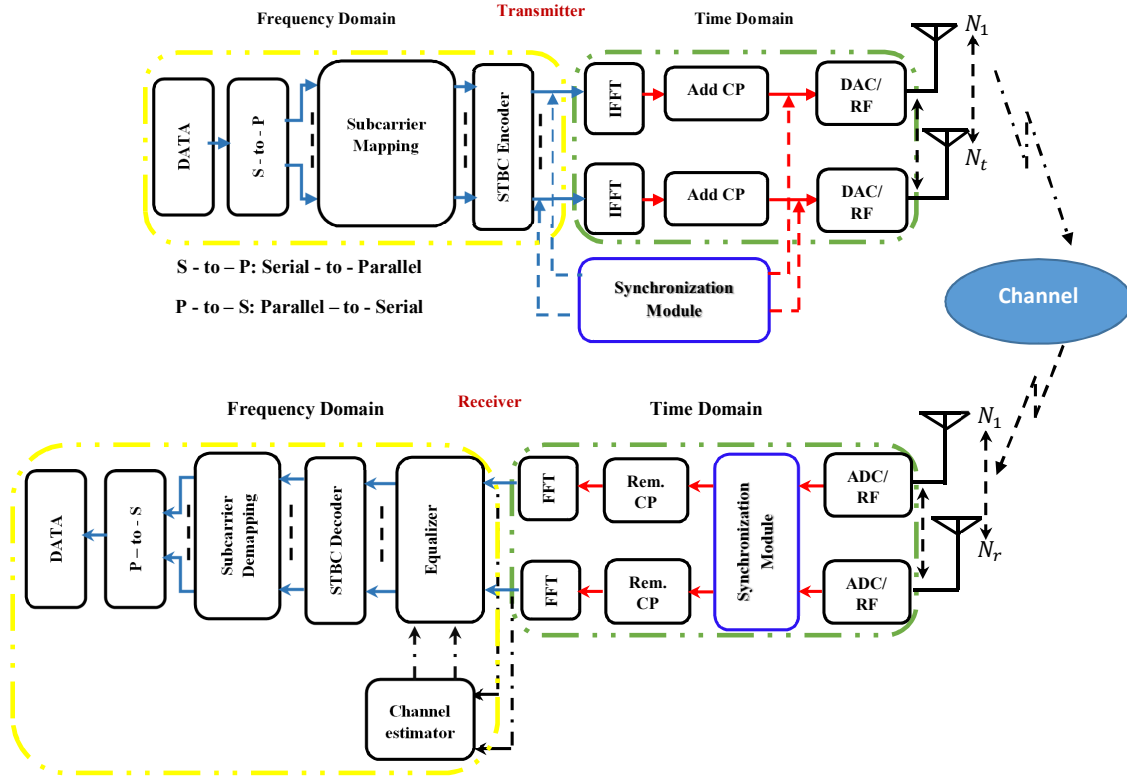 Frequency Domain
Transmitter
Time Domain
DATA
S - to - P
Subcarrier
Mapping
STBC Encoder
IFFT
Add CP
DAC/
RF
N1
IFFT
Add CP
DAC/
RF
Nt
S - to – P: Serial - to - Parallel
P - to – S: Parallel – to - Serial
Synchronization
Module
Channel
Frequency Domain
Receiver
Time Domain
DATA
P – to - S
Subcarrier
Demapping
STBC Decoder
Equalizer
FFT
Rem.
CP
Synchronization
Module
ADC/
RF
N1
FFT
Rem.
CP
ADC/
RF
Nr
Channel
estimator